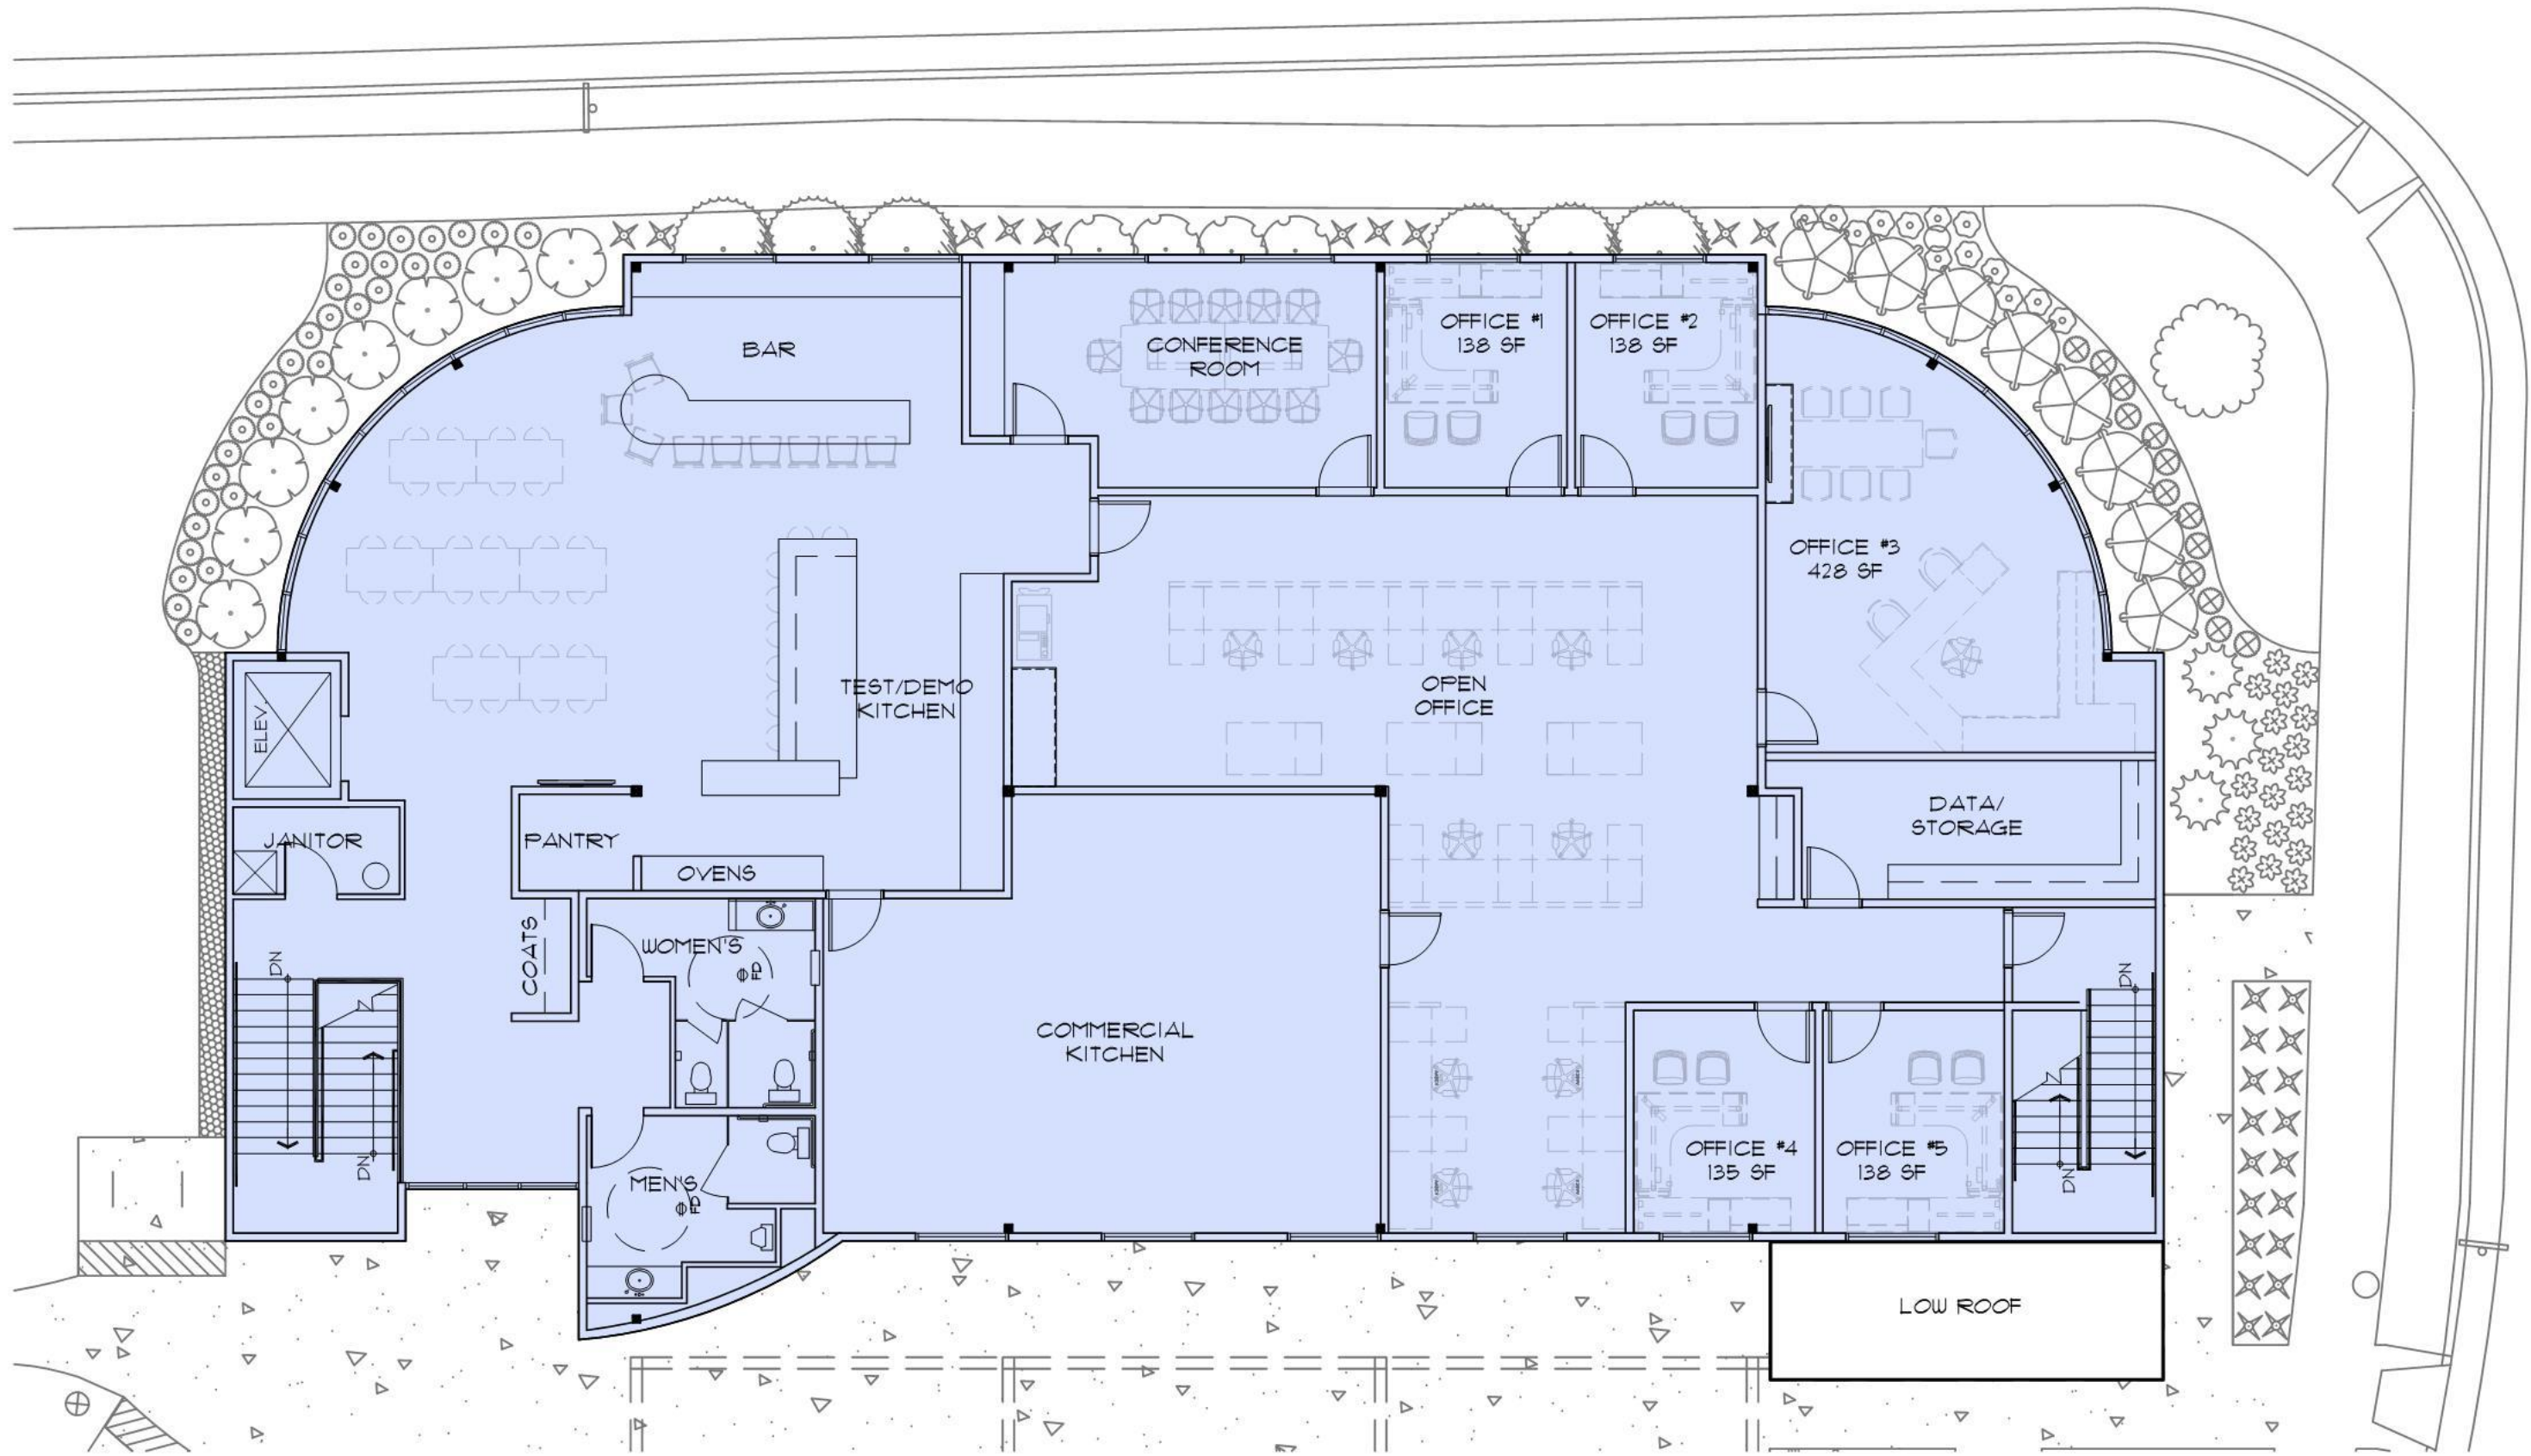 BAR
CONFERENCE
ROOM
OFFICE #1
138 SF
OFFICE #2
138 SF
OFFICE #3
428 SF
ELEV.
TEST/DEMO
KITCHEN
OPEN
OFFICE
JANITOR
PANTRY
OVENS
DATA/
STORAGE
COATS
WOMEN'S
FD
DN
DN
COMMERCIAL
KITCHEN
MEN'S
FD
OFFICE #4
135 SF
OFFICE #5
138 SF
DN
DN
LOW ROOF